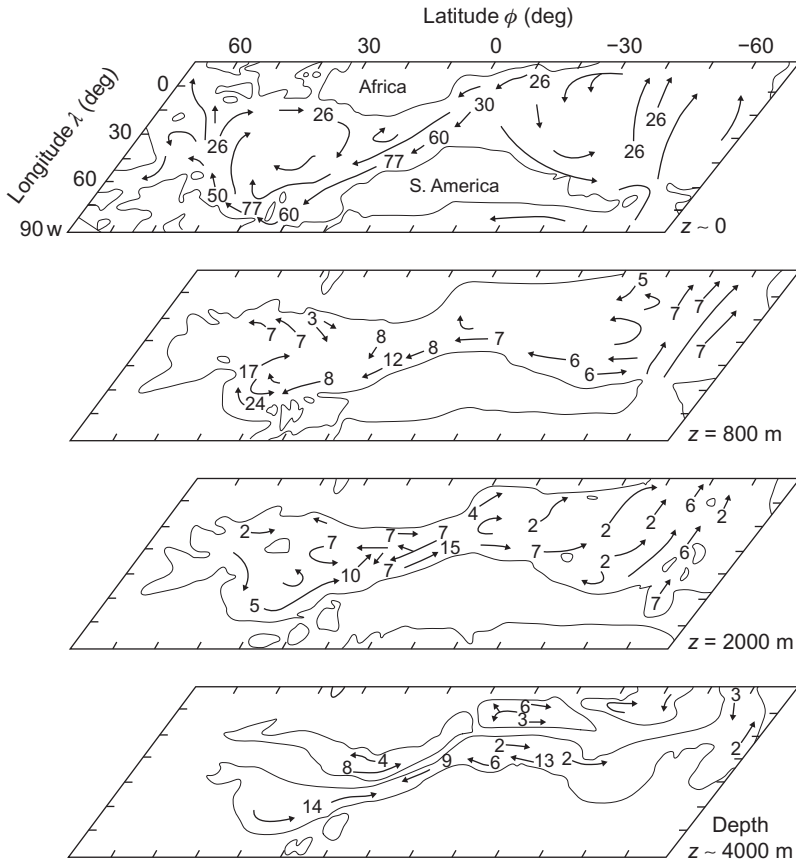 Latitude ϕ (deg)
60 30 0 −30 −60
Longitude λ (deg)
0
30
60
90 w
Africa
S. America
26 26 26 30 26
26 60 77 26 26 26
50 77 60
z ~ 0
5
3 7 7 7 7 7
8 8 7
17 12 6 7
24 8 6
z = 800 m
4 6 2
2 7 7 2 2 2
7 15 7 6
10 7 2
5 7
z = 2000 m
6 3
3
4 2 2
8 9 6 13 2
14
Depth
z ~ 4000 m